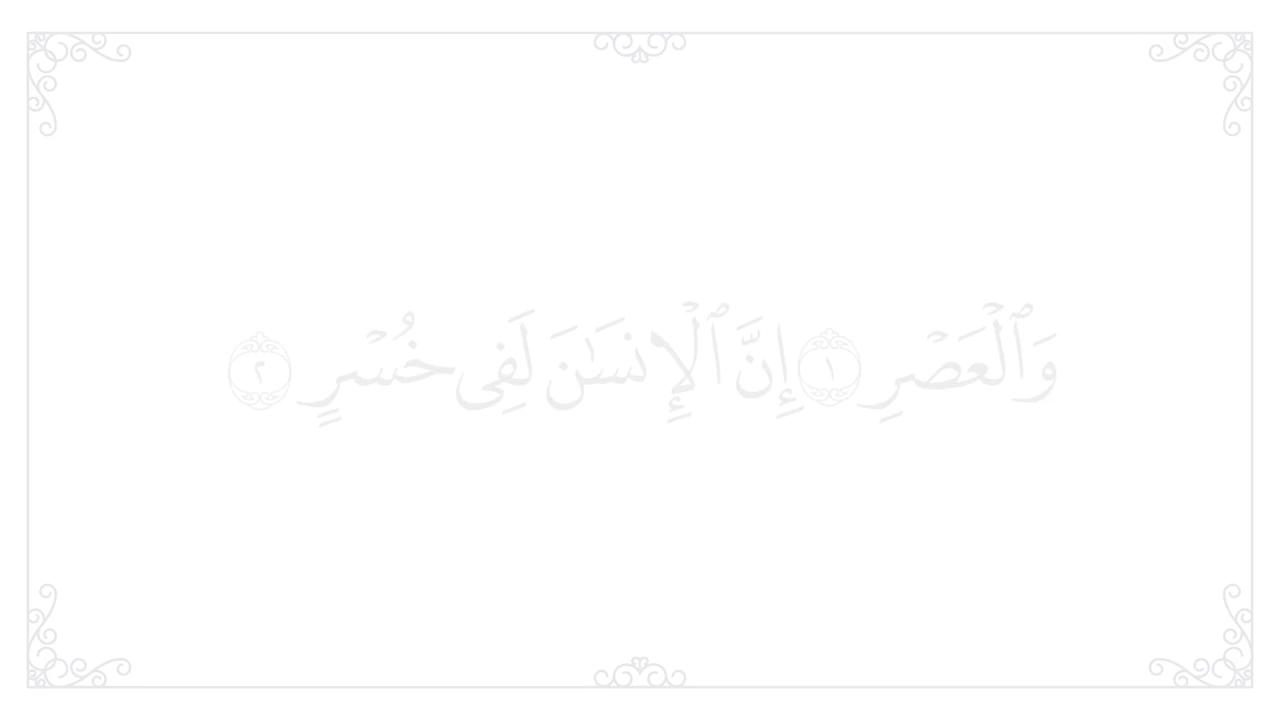 وَٱلْعَصْرِ ١ إِنَّ ٱلْإِنسَـٰنَ لَفِى خُسْرٍ ٢